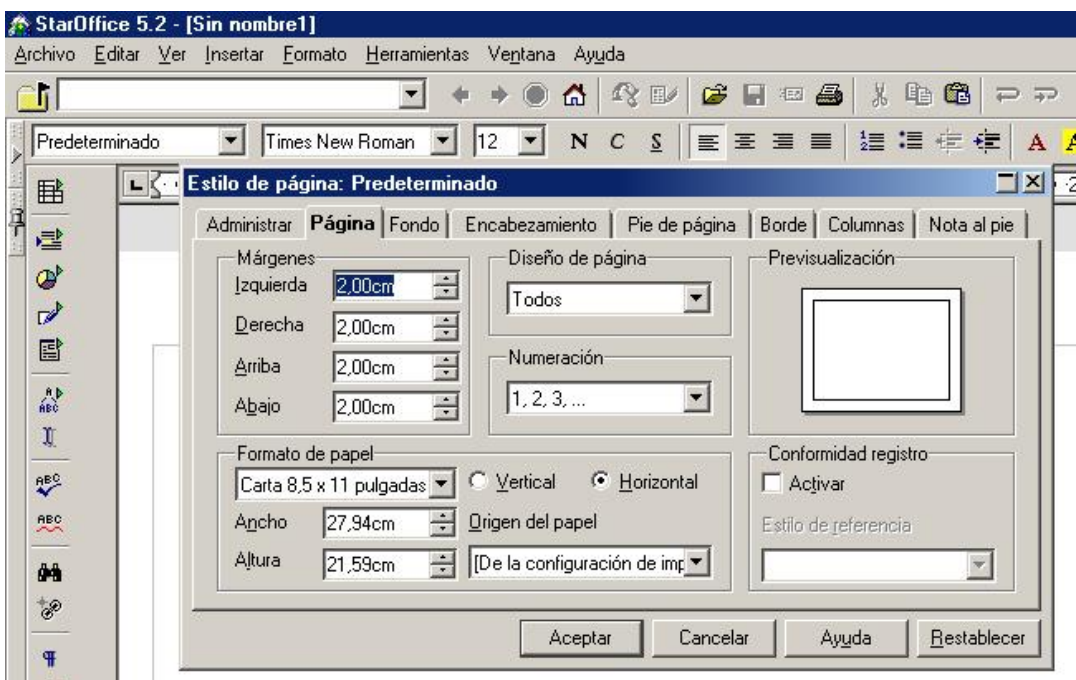 StarOffice 5.2 - [Sin nombre1]
Archivo Editar Ver Insertar Formato Herramientas Ventana Ayuda
Predeterminado Times New Roman 12 N C S A
Estilo de página: Predeterminado
Administrar Página Fondo Encabezamiento Pie de página Borde Columnas Nota al pie
Márgenes Diseño de página Previsualización
Izquierda 2,00cm Todos
Derecha 2,00cm
Arriba 2,00cm Numeración
Abajo 2,00cm 1, 2, 3, ...
Formato de papel Conformidad registro
Carta 8,5 x 11 pulgadas Vertical Horizontal Activar
Ancho 27,94cm Origen del papel Estilo de referencia
Altura 21,59cm [De la configuración de imp
Aceptar Cancelar Ayuda Restablecer